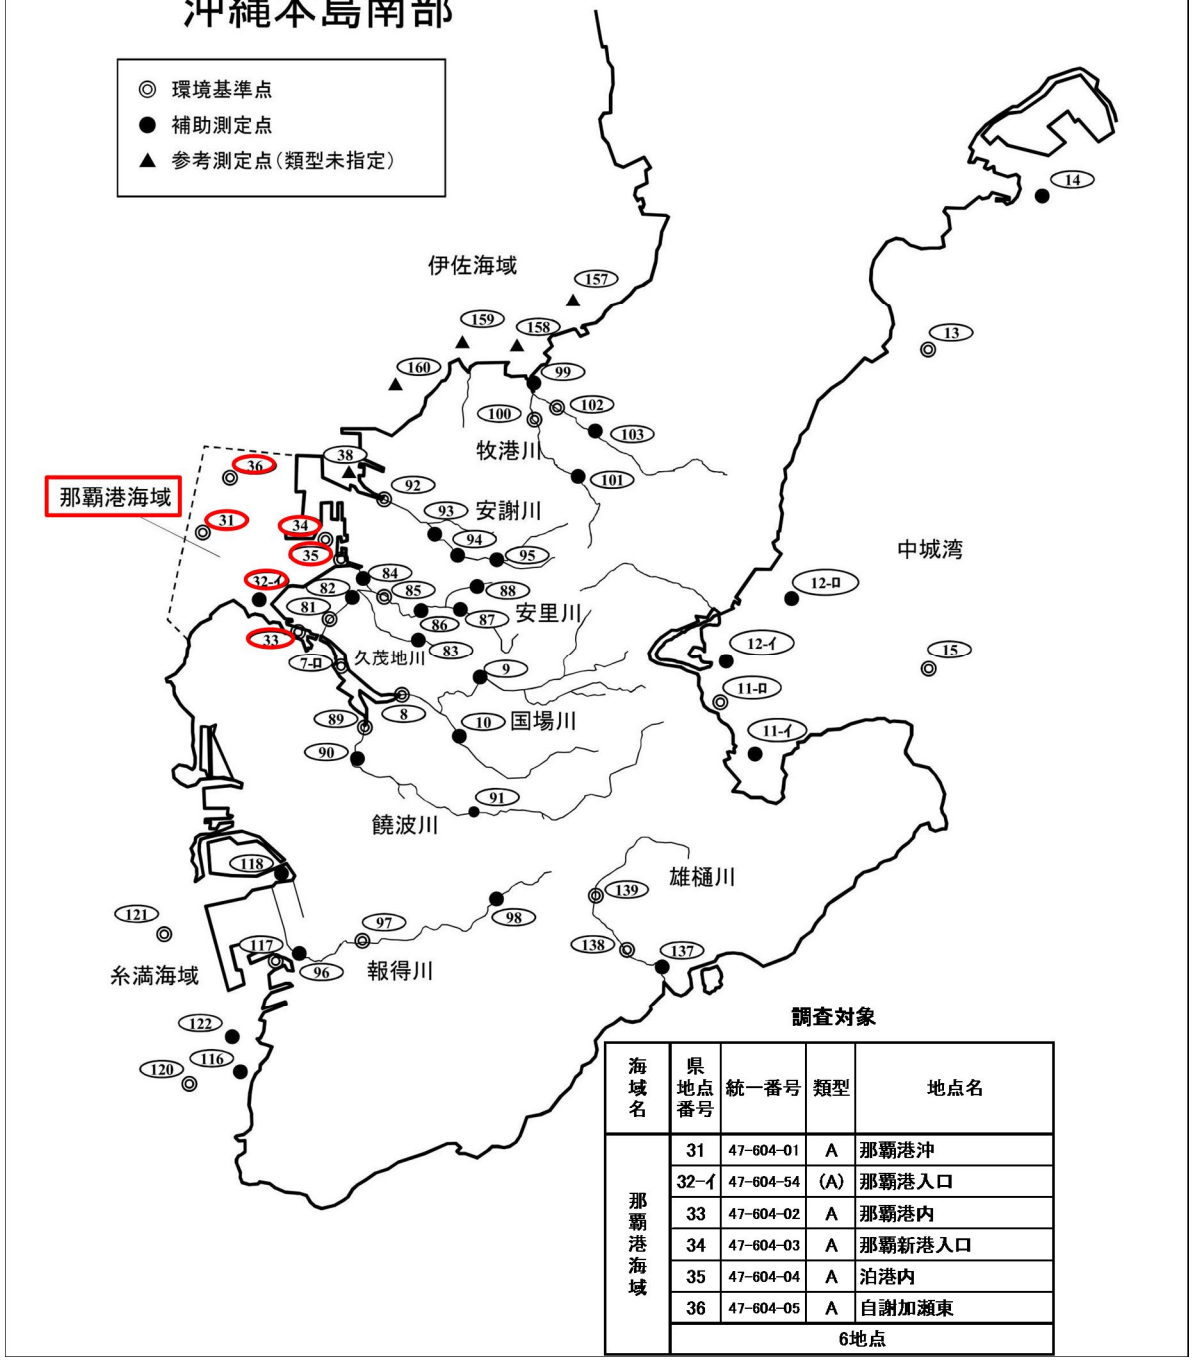 沖縄本島南部
◎ 環境基準点
● 補助測定点
▲ 参考測定点(類型未指定)
14
伊佐海域
157
159
158
13
160
99
102
100
103
牧港川
38
36
101
那覇港海域
92
31
34
93
安謝川
35
94
95
中城湾
32-イ
84
82
85
88
12-ロ
81
86
87
安里川
33
83
12-イ
15
7-ロ
久茂地川
9
11-ロ
8
89
10
国場川
11-イ
90
91
饒波川
118
雄樋川
139
121
97
98
117
138
137
糸満海域
96
報得川
122
116
120
調査対象
海域名 県地点番号 統一番号 類型 地点名
那覇港海域
31 47-604-01 A 那覇港沖
32-イ 47-604-54 (A) 那覇港入口
33 47-604-02 A 那覇港内
34 47-604-03 A 那覇新港入口
35 47-604-04 A 泊港内
36 47-604-05 A 自謝加瀬東
6地点